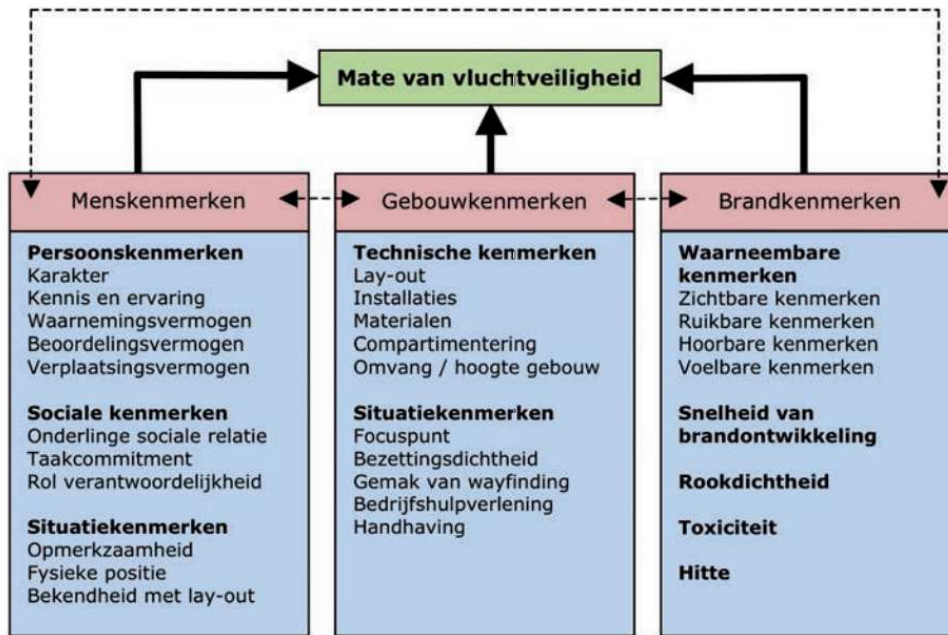 Mate van vluchtveiligheid
Menskenmerken
Persoonskenmerken
Karakter
Kennis en ervaring
Waarnemingsvermogen
Beoordelingsvermogen
Verplaatsingsvermogen
Sociale kenmerken
Onderlinge sociale relatie
Taakcommitment
Rol verantwoordelijkheid
Situatiekenmerken
Opmerkzaamheid
Fysieke positie
Bekendheid met lay-out
Gebouwkenmerken
Technische kenmerken
Lay-out
Installaties
Materialen
Compartimentering
Omvang / hoogte gebouw
Situatiekenmerken
Focuspunt
Bezettingsdichtheid
Gemak van wayfinding
Bedrijfshulpverlening
Handhaving
Brandkenmerken
Waarneembare
kenmerken
Zichtbare kenmerken
Ruikbare kenmerken
Hoorbare kenmerken
Voelbare kenmerken
Snelheid van
brandontwikkeling
Rookdichtheid
Toxiciteit
Hitte